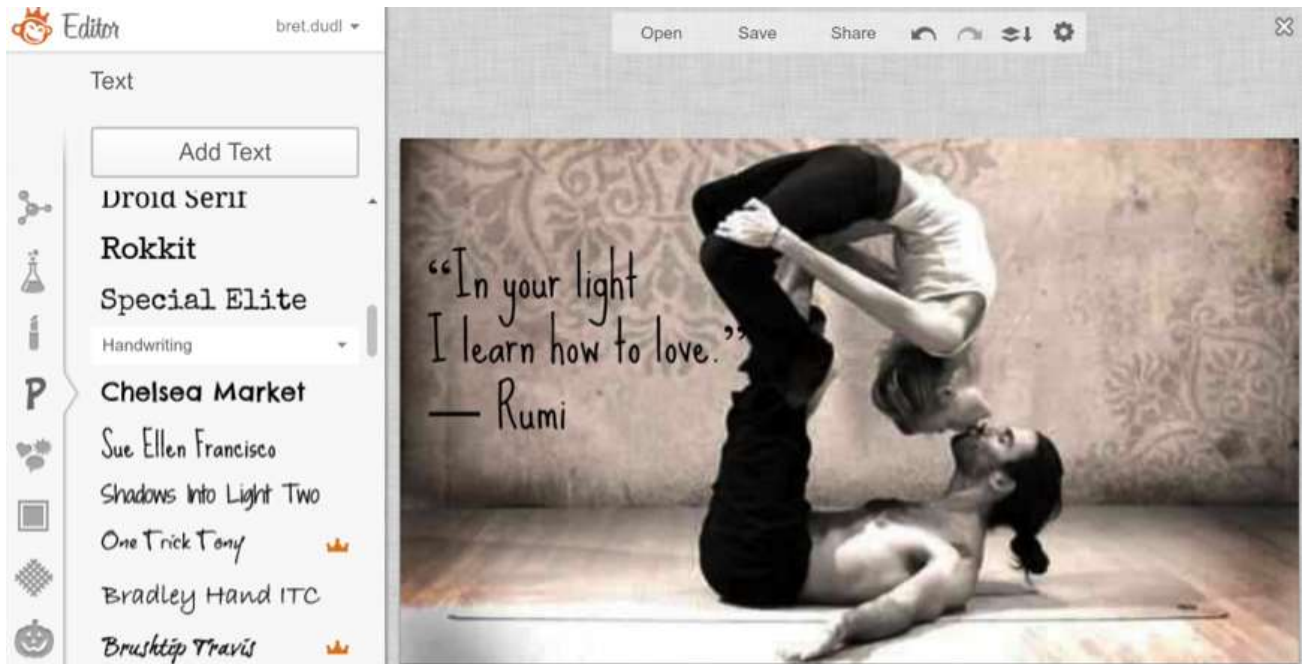 Editor
bret.dudl
Open Save Share
Text
Add Text
Droid Serif
Rokkit
Special Elite
Handwriting
P
Chelsea Market
Sue Ellen Francisco
Shadows Into Light Two
One Trick Tony
Bradley Hand ITC
Brushtip Travis
“In your light
I learn how to love.”
— Rumi